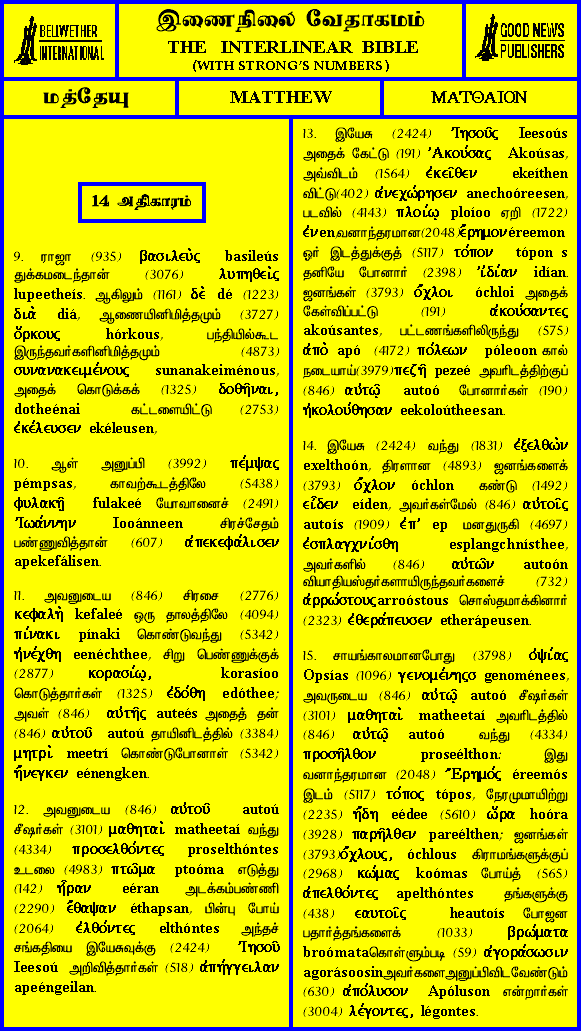 BELLWETHER
INTERNATIONAL
இணைநிலை வேதாகமம்
THE INTERLINEAR BIBLE
(WITH STRONG'S NUMBERS)
GOOD NEWS
PUBLISHERS
மத்தேயு
MATTHEW
ΜΑΤΘΑΙΟΝ
14 அதிகாரம்
9. ராஜா (935) βασιλεὺς basileús
துக்கமடைந்தான் (3076) λυπηθεὶς
lupeetheís. ஆகிலும் (1161) δὲ dé (1223)
διὰ diá, ஆணையினிமித்தமும் (3727)
ὅρκους hórkous, பந்தியில்கூட
இருந்தவர்களினிமித்தமும் (4873)
συνανακειμένους sunanakeiménous,
அதைக் கொடுக்கக் (1325) δοθῆναι,
dotheénai கட்டளையிட்டு (2753)
ἐκέλευσεν ekéleusen,
10. ஆள் அனுப்பி (3992) πέμψας
pémpsas, காவற்கூடத்திலே (5438)
φυλακῇ fulakeé யோவானைச் (2491)
Ἰωάννην Iooánneen சிரச்சேதம்
பண்ணுவித்தான் (607) ἀπεκεφάλισεν
apekefálisen.
11. அவனுடைய (846) சிரசை (2776)
κεφαλὴ kefaleé ஒரு தாலத்திலே (4094)
πίνακι pínaki கொண்டுவந்து (5342)
ἠνέχθη eenéchthee, சிறு பெண்ணுக்குக்
(2877) κορασίῳ, korasíoo
கொடுத்தார்கள் (1325) ἐδόθη edóthee;
அவள் (846) αὐτῆς auteés அதைத் தன்
(846) αὐτοῦ autoú தாயினிடத்தில் (3384)
μητρὶ meetrí கொண்டுபோனாள் (5342)
ἤνεγκεν eénengken.
12. அவனுடைய (846) αὐτοῦ autoú
சீஷர்கள் (3101) μαθηταὶ matheetaí வந்து
(4334) προσελθόντες proselthóntes
உடலை (4983) πτῶμα ptoóma எடுத்து
(142) ἦραν eéran அடக்கம்பண்ணி
(2290) ἔθαψαν éthapsan, பின்பு போய்
(2064) ἐλθόντες elthóntes அந்தச்
சங்கதியை இயேசுவுக்கு (2424) Ἰησοῦ
Ieesoú அறிவித்தார்கள் (518) ἀπήγγειλαν
apeéngeilan.
13. இயேசு (2424) Ἰησοῦς Ieesoús
அதைக் கேட்டு (191) Ἀκούσας Akoúsas,
அவ்விடம் (1564) ἐκεῖθεν ekeíthen
விட்டு(402) ἀνεχώρησεν anechoóreesen,
படவில் (4143) πλοίῳ ploíoo ஏறி (1722)
ἐνen,வனாந்தரமான(2048)ἔρημονéreemon
ஓர் இடத்துக்குத் (5117) τόπον tópon s
தனியே போனார் (2398) Ἰδίαν idían.
ஜனங்கள் (3793) ὄχλοι óchloi அதைக்
கேள்விப்பட்டு (191) ἀκούσαντες
akoúsantes, பட்டணங்களிலிருந்து (575)
ἀπὸ apó (4172) πόλεων póleoon கால்
நடையாய்(3979)πεζῇ pezeé அவரிடத்திற்குப்
(846) αὐτῷ autoó போனார்கள் (190)
ἠκολούθησαν eekoloútheesan.
14. இயேசு (2424) வந்து (1831) ἐξελθὼν
exelthoón, திரளான (4893) ஜனங்களைக்
(3793) ὄχλον óchlon கண்டு (1492)
εἶδεν eíden, அவர்கள்மேல் (846) αὐτοῖς
autoís (1909) ἐπ' ep மனதுருகி (4697)
ἐσπλαγχνίσθη esplangchnísthee,
அவர்களில் (846) αὐτῶν autoón
வியாதியஸ்தர்களாயிருந்தவர்களைச் (732)
ἀρρώστουςarroóstous சொஸ்தமாக்கினார்
(2323) ἐθεράπευσεν etherápeusen.
15. சாயங்காலமானபோது (3798) ὀψίας
Opsías (1096) γενομένηςσ genoménees,
அவருடைய (846) αὐτῷ autoó சீஷர்கள்
(3101) μαθηταὶ matheetaí அவரிடத்தில்
(846) αὐτῷ autoó வந்து (4334)
προσῆλθον proseélthon: இது
வனாந்தரமான (2048) Ἔρημός éreemós
இடம் (5117) τόπος tópos, நேரமுமாயிற்று
(2235) ἤδη eédee (5610) ὥρα hoóra
(3928) παρῆλθεν pareélthen; ஜனங்கள்
(3793)ὄχλους, óchlous கிராமங்களுக்குப்
(2968) κώμας koómas போய்த் (565)
ἀπελθόντες apelthóntes தங்களுக்கு
(438) εαυτοῖς heautoís போஜன
பதார்த்தங்களைக் (1033) βρώματα
broómataகொள்ளும்படி (59) ἀγοράσωσιν
agorásoosinஅவர்களைஅனுப்பிவிடவேண்டும்
(630) ἀπόλυσον Apóluson என்றார்கள்
(3004) λέγοντες, légontes.